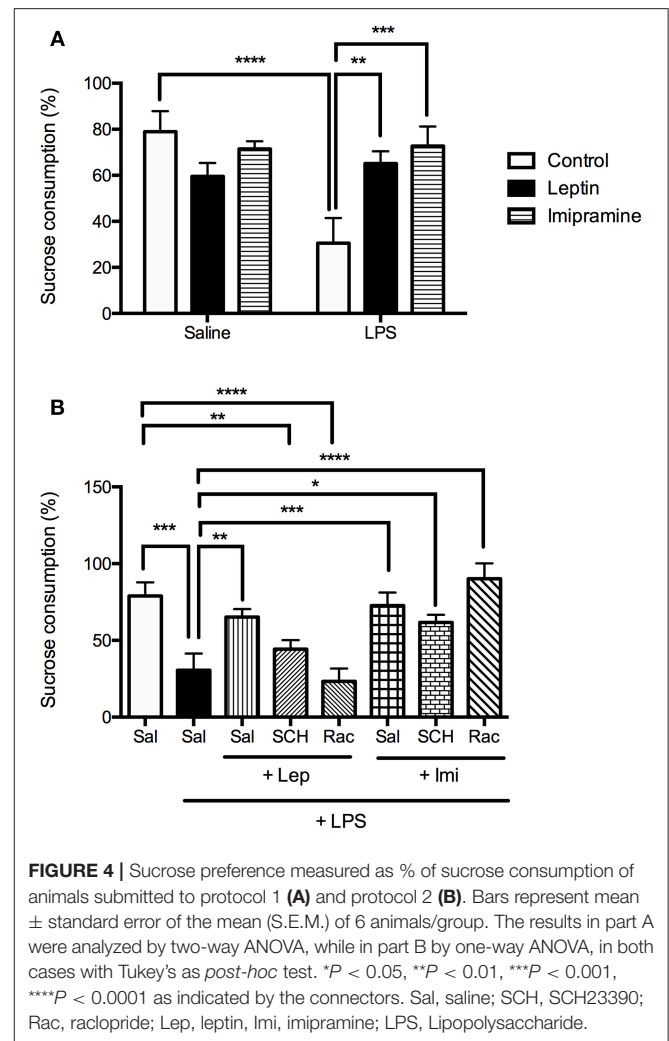 A
***
****
**
100
80
60
40
20
0
Sucrose consumption (%)
Saline
LPS
Control
Leptin
Imipramine
B
****
**
****
*
***
***
**
150
100
50
0
Sucrose consumption (%)
Sal Sal Sal SCH Rac Sal SCH Rac
+ Lep + Imi
+ LPS
FIGURE 4 | Sucrose preference measured as % of sucrose consumption of
animals submitted to protocol 1 (A) and protocol 2 (B). Bars represent mean
± standard error of the mean (S.E.M.) of 6 animals/group. The results in part A
were analyzed by two-way ANOVA, while in part B by one-way ANOVA, in both
cases with Tukey's as post-hoc test. *P < 0.05, **P < 0.01, ***P < 0.001,
****P < 0.0001 as indicated by the connectors. Sal, saline; SCH, SCH23390;
Rac, raclopride; Lep, leptin, Imi, imipramine; LPS, Lipopolysaccharide.